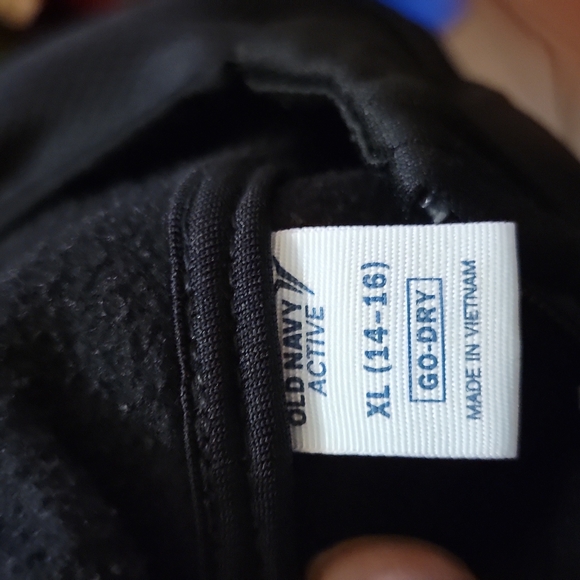 OLD NAVY
ACTIVE
XL (14-16)
GO-DRY
MADE IN VIETNAM